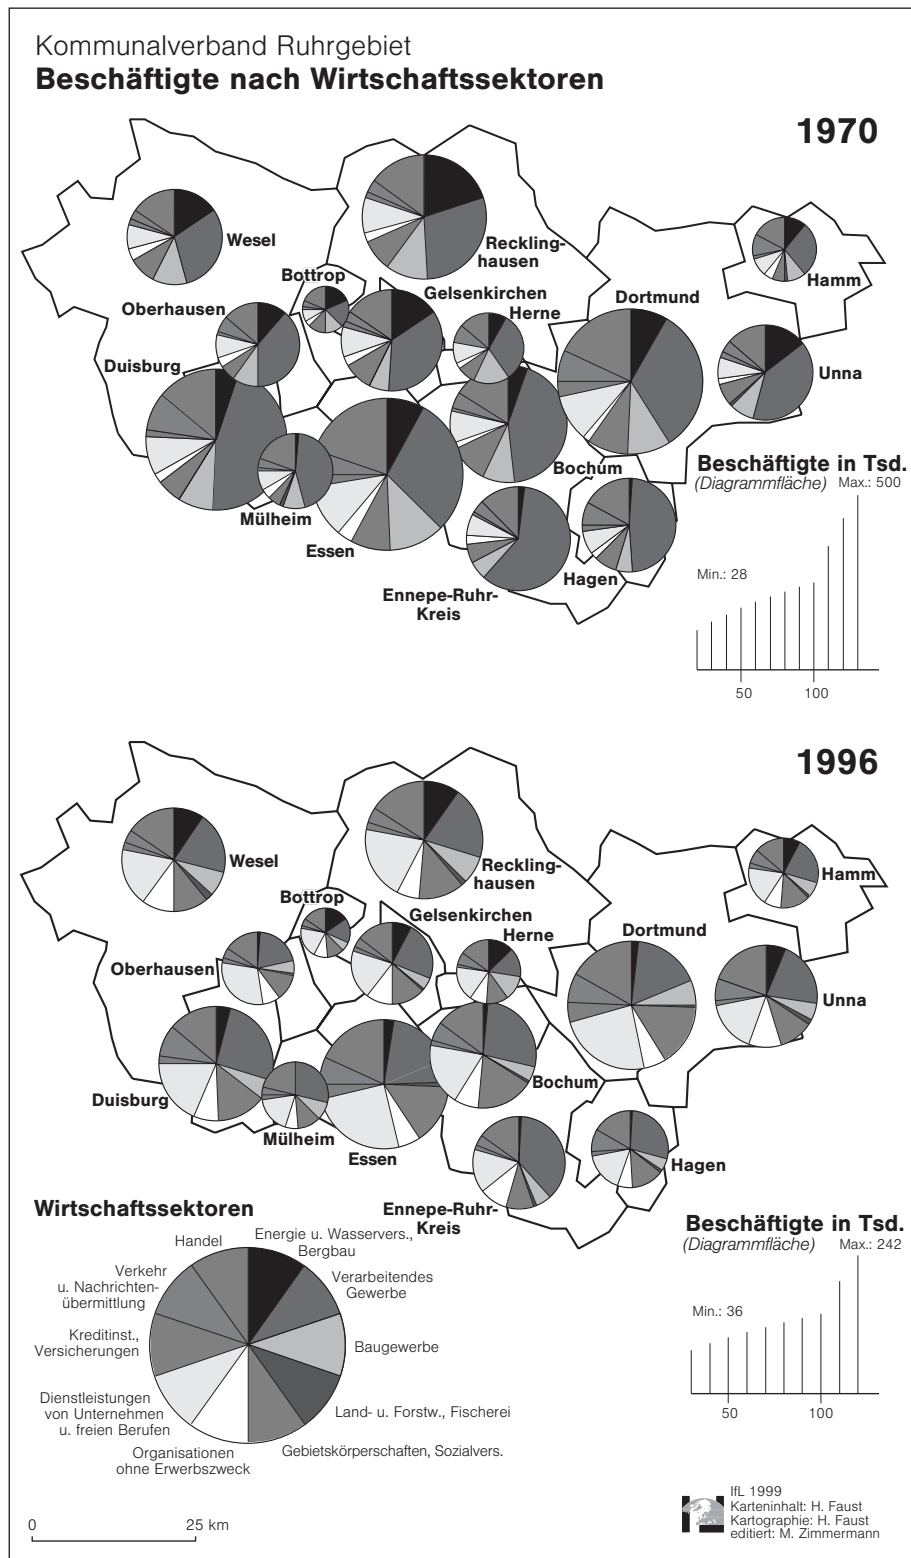 Kommunalverband Ruhrgebiet
Beschäftigte nach Wirtschaftssektoren
1970
Wesel
Reckling-
hausen
Bottrop
Hamm
Oberhausen
Gelsenkirchen
Herne
Dortmund
Duisburg
Unna
Bochum
Mülheim
Essen
Hagen
Ennepe-Ruhr-
Kreis
Beschäftigte in Tsd.
(Diagrammfläche) Max.: 500
Min.: 28
50 100
1996
Wesel
Reckling-
hausen
Hamm
Bottrop
Gelsenkirchen
Herne
Dortmund
Oberhausen
Unna
Bochum
Duisburg
Mülheim
Essen
Hagen
Ennepe-Ruhr-
Kreis
Beschäftigte in Tsd.
(Diagrammfläche) Max.: 242
Min.: 36
50 100
Wirtschaftssektoren
Handel
Energie u. Wasservers.,
Bergbau
Verkehr
u. Nachrichten-
übermittlung
Verarbeitendes
Gewerbe
Kreditinst.,
Versicherungen
Baugewerbe
Dienstleistungen
von Unternehmen
u. freien Berufen
Land- u. Forstw., Fischerei
Organisationen
ohne Erwerbszweck
Gebietskörperschaften, Sozialvers.
0 25 km
IfL 1999
Karteninhalt: H. Faust
Kartographie: H. Faust
editiert: M. Zimmermann